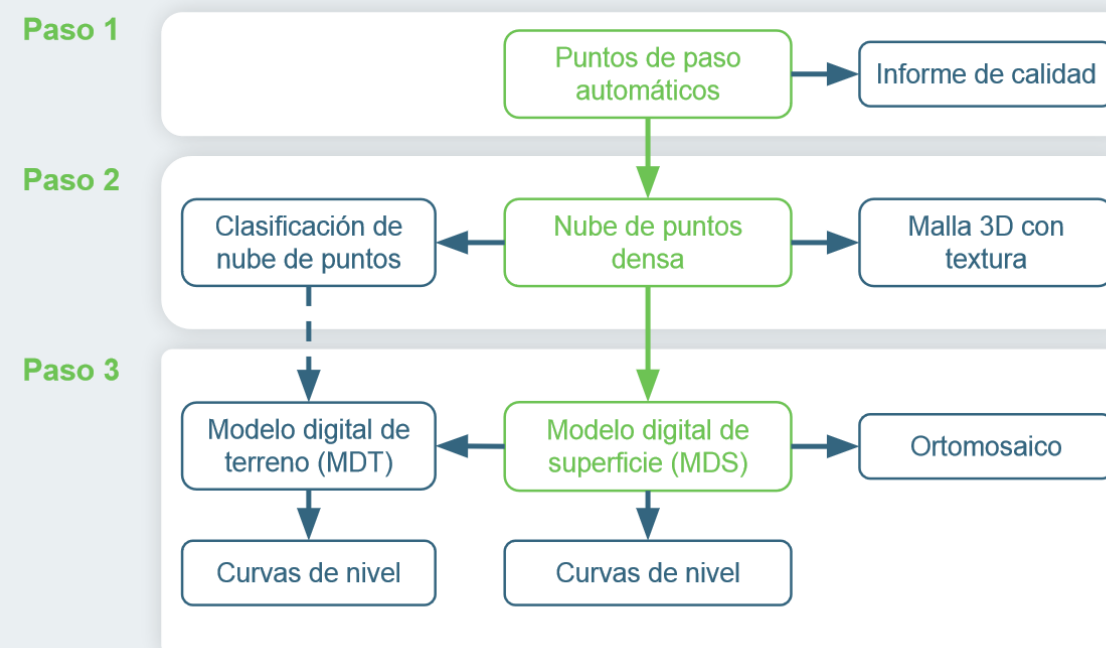 Paso 1
Puntos de paso
automáticos
Informe de calidad
Paso 2
Clasificación de
nube de puntos
Nube de puntos
densa
Malla 3D con
textura
Paso 3
Modelo digital de
terreno (MDT)
Modelo digital de
superficie (MDS)
Ortomosaico
Curvas de nivel
Curvas de nivel